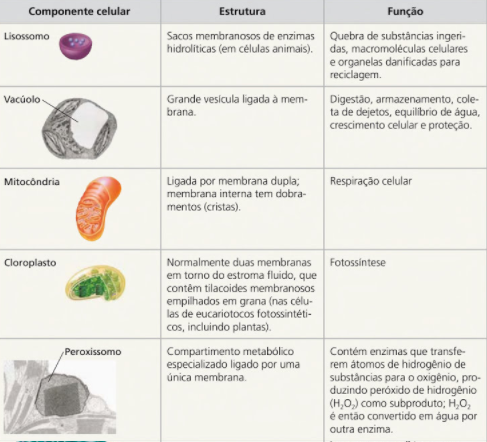 Componente celular Estrutura Função
Lisossomo
Sacos membranosos de enzimas
hidrolíticas (em células animais).
Quebra de substâncias ingeri-
das, macromoléculas celulares
e organelas danificadas para
reciclagem.
Vacúolo
Grande vesícula ligada à mem-
brana.
Digestão, armazenamento, cole-
ta de dejetos, equilíbrio de água,
crescimento celular e proteção.
Mitocôndria
Ligada por membrana dupla;
membrana interna tem dobra-
mentos (cristas).
Respiração celular
Cloroplasto
Normalmente duas membranas
em torno do estroma fluido, que
contêm tilacoides membranosos
empilhados em grana (nas célu-
las de eucariotocos fotossintéti-
cos, incluindo plantas).
Fotossíntese
Peroxissomo
Compartimento metabólico
especializado ligado por uma
única membrana.
Contém enzimas que transfe-
rem átomos de hidrogênio de
substâncias para o oxigênio, pro-
duzindo peróxido de hidrogênio
(H₂O₂) como subproduto; H₂O₂
é então convertido em água por
outra enzima.